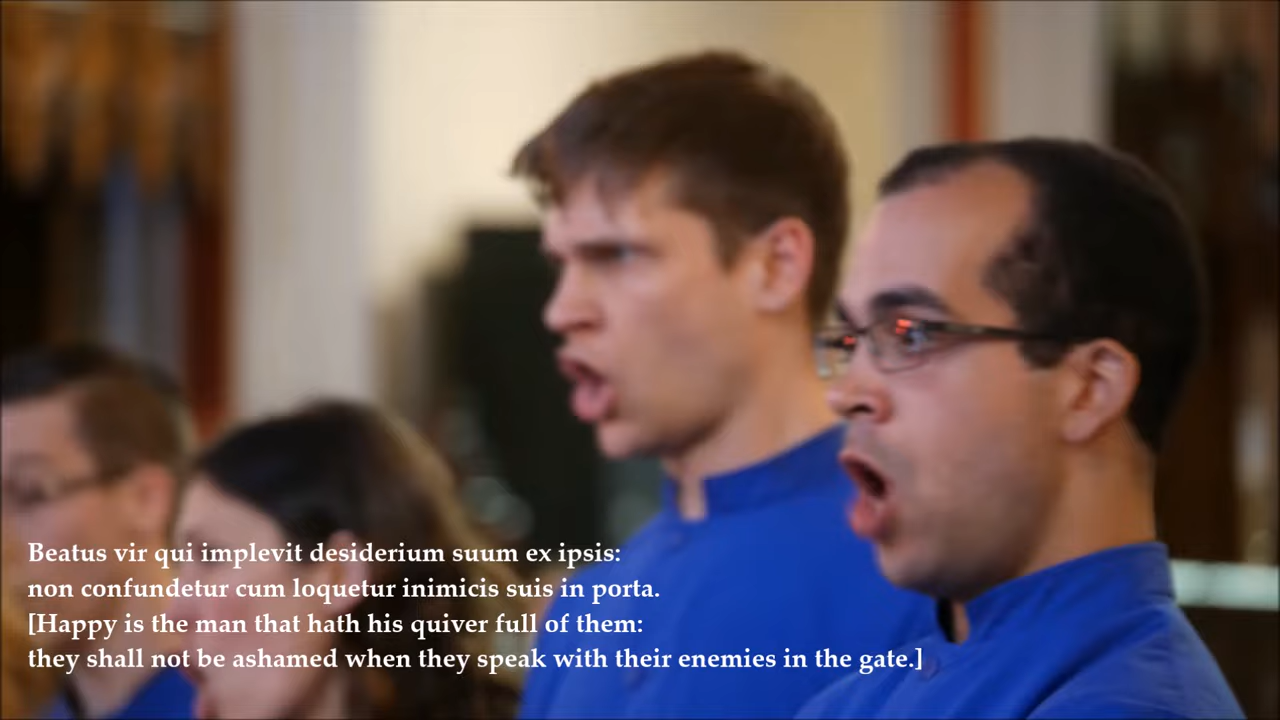 Beatus vir qui implevit desiderium suum ex ipsis:
non confundetur cum loquetur inimicis suis in porta.
[Happy is the man that hath his quiver full of them:
they shall not be ashamed when they speak with their enemies in the gate.]